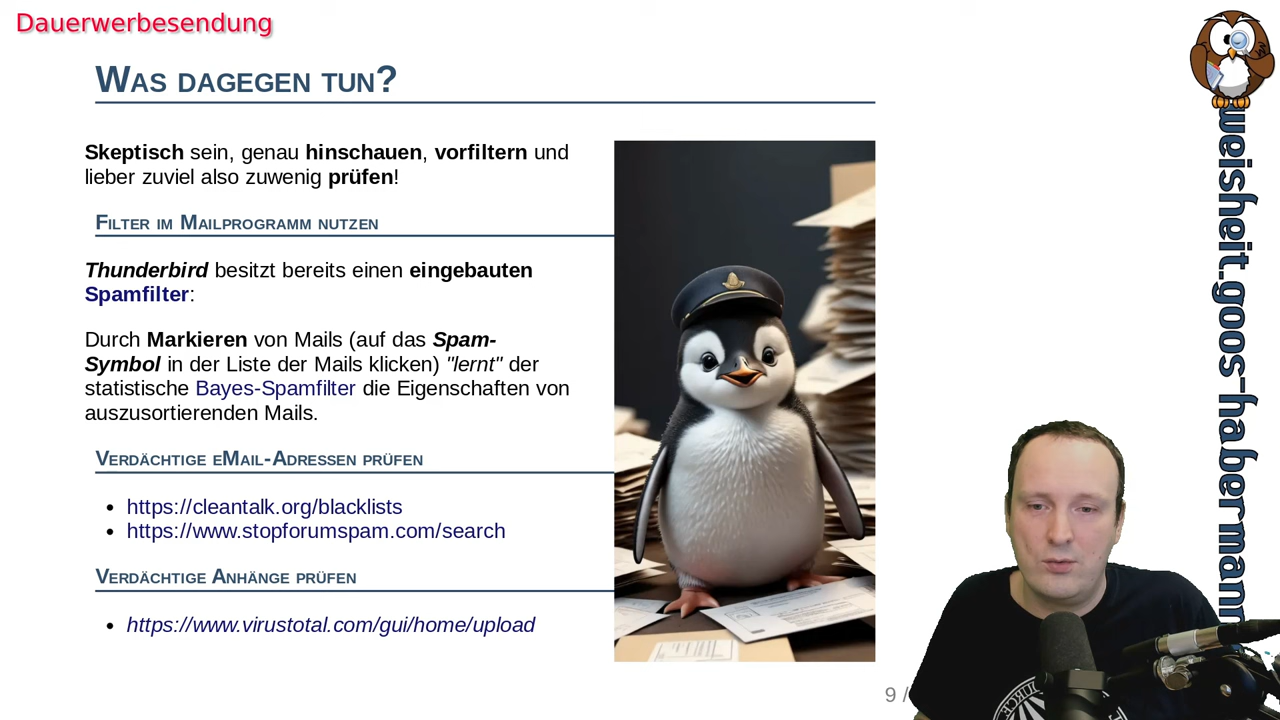 Dauerwerbesendung
WAS DAGEGEN TUN?
Skeptisch sein, genau hinschauen, vorfiltern und
lieber zuviel also zuwenig prüfen!
FILTER IM MAILPROGRAMM NUTZEN
Thunderbird besitzt bereits einen eingebauten
Spamfilter:
Durch Markieren von Mails (auf das Spam-
Symbol in der Liste der Mails klicken) "lernt" der
statistische Bayes-Spamfilter die Eigenschaften von
auszusortierenden Mails.
VERDÄCHTIGE EMAIL-ADRESSEN PRÜFEN
• https://cleantalk.org/blacklists
• https://www.stopforumspam.com/search
VERDÄCHTIGE ANHÄNGE PRÜFEN
• https://www.virustotal.com/gui/home/upload
9 /
weisheit.goos-habermann